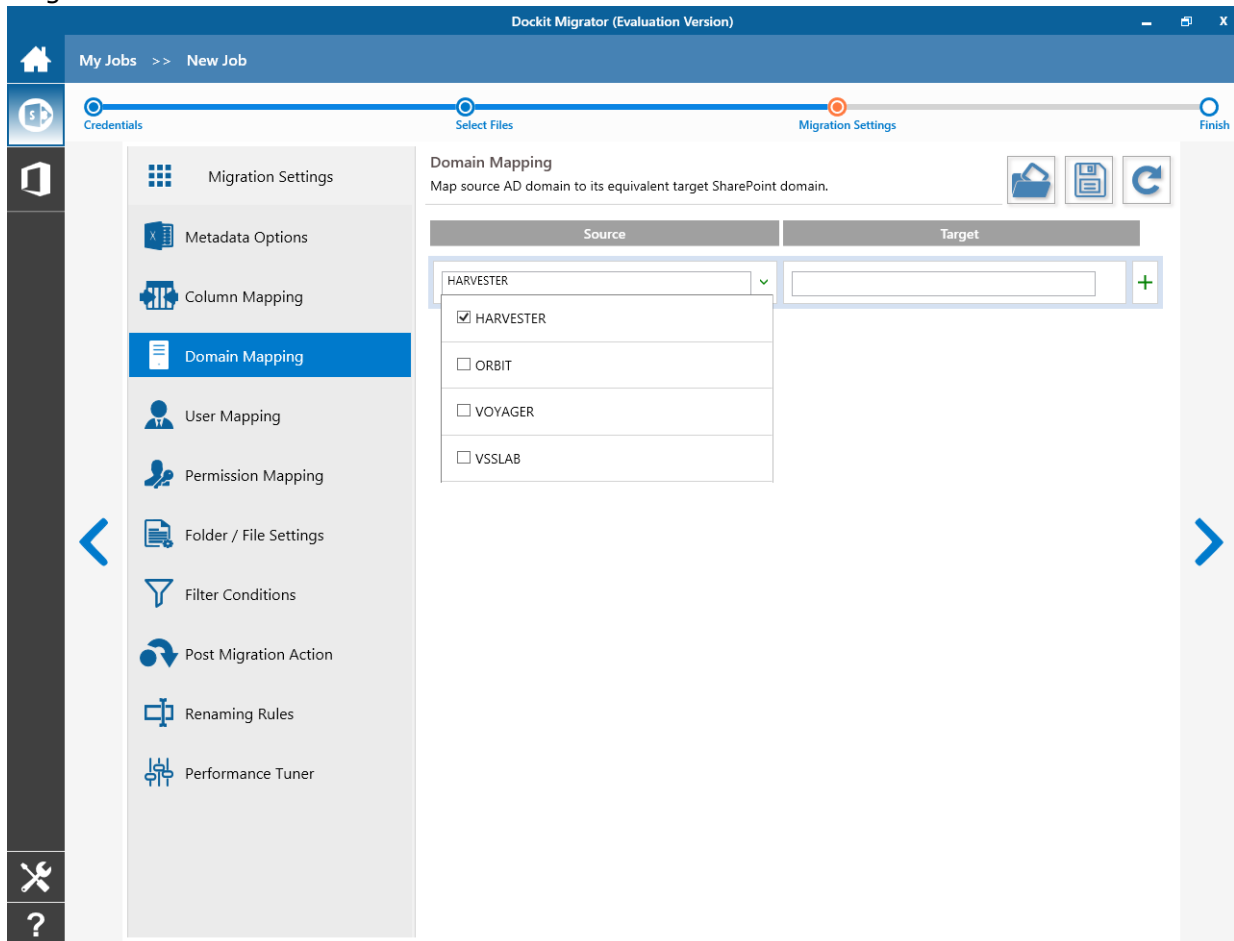 Dockit Migrator (Evaluation Version)
X
My Jobs >> New Job
Credentials
Select Files
Migration Settings
Finish
Migration Settings
Metadata Options
Column Mapping
Domain Mapping
User Mapping
Permission Mapping
Folder / File Settings
Filter Conditions
Post Migration Action
Renaming Rules
Performance Tuner
Domain Mapping
Map source AD domain to its equivalent target SharePoint domain.
Source
Target
HARVESTER
HARVESTER
ORBIT
VOYAGER
VSSLAB
?